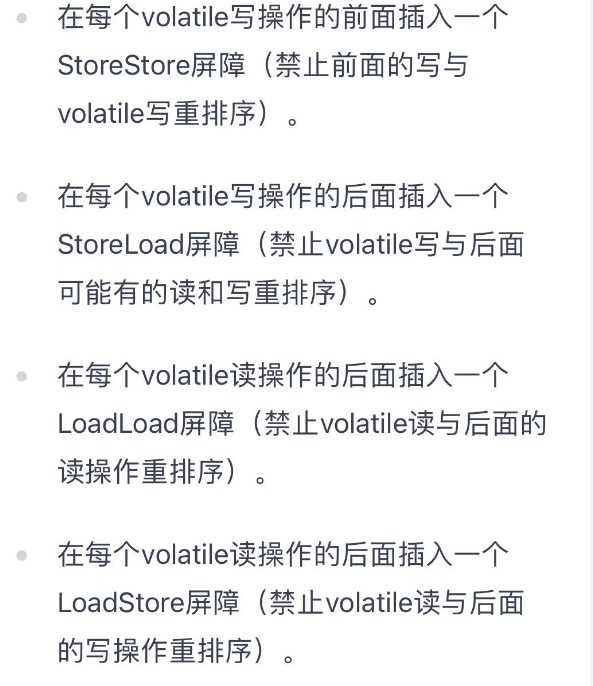 在每个volatile写操作的前面插入一个
StoreStore屏障（禁止前面的写与
volatile写重排序）。
在每个volatile写操作的后面插入一个
StoreLoad屏障（禁止volatile写与后面
可能有的读和写重排序）。
在每个volatile读操作的后面插入一个
LoadLoad屏障（禁止volatile读与后面的
读操作重排序）。
在每个volatile读操作的后面插入一个
LoadStore屏障（禁止volatile读与后面
的写操作重排序）。